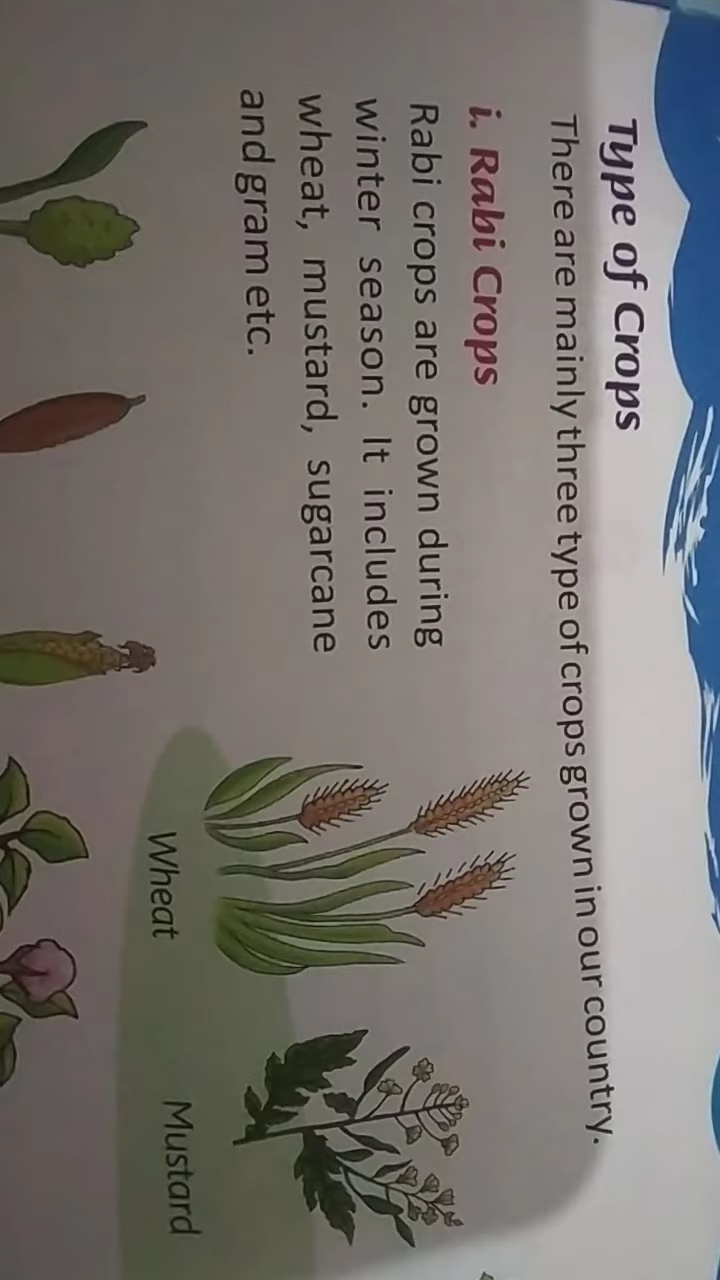 Type of Crops
There are mainly three type of crops grown in our country.
i. Rabi Crops
Rabi crops are grown during
winter season. It includes
wheat, mustard, sugarcane
and gram etc.
Wheat
Mustard